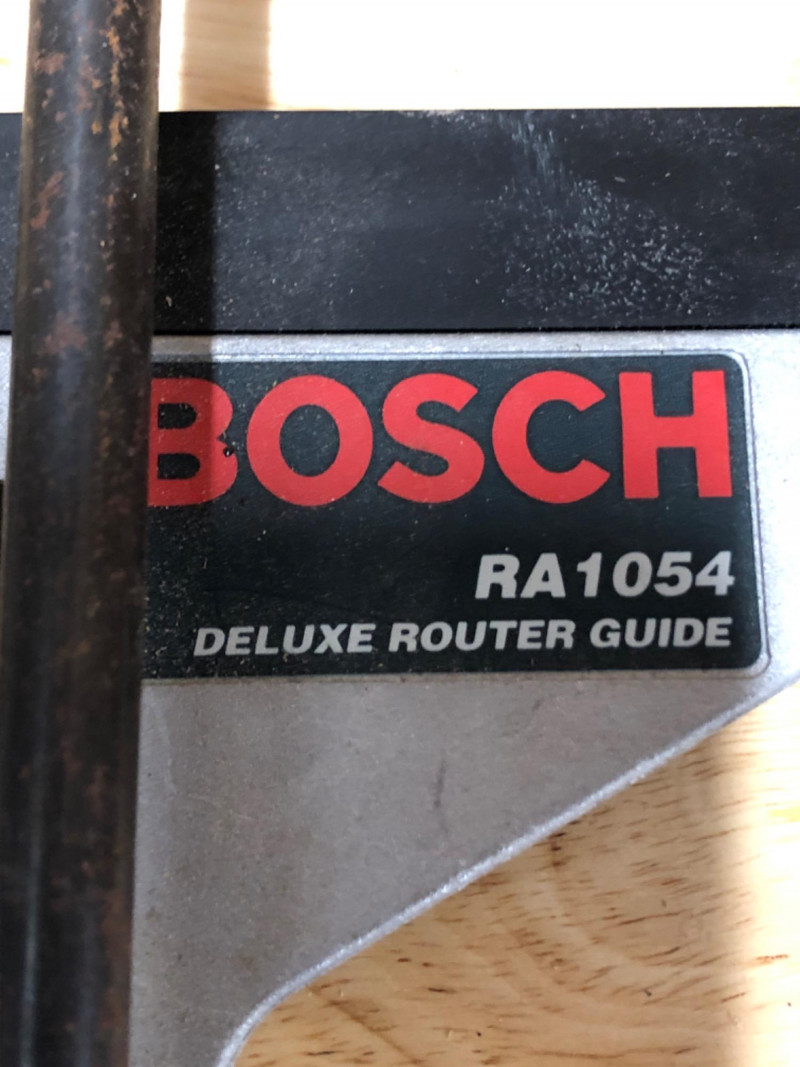 BOSCH
RA1054
DELUXE ROUTER GUIDE